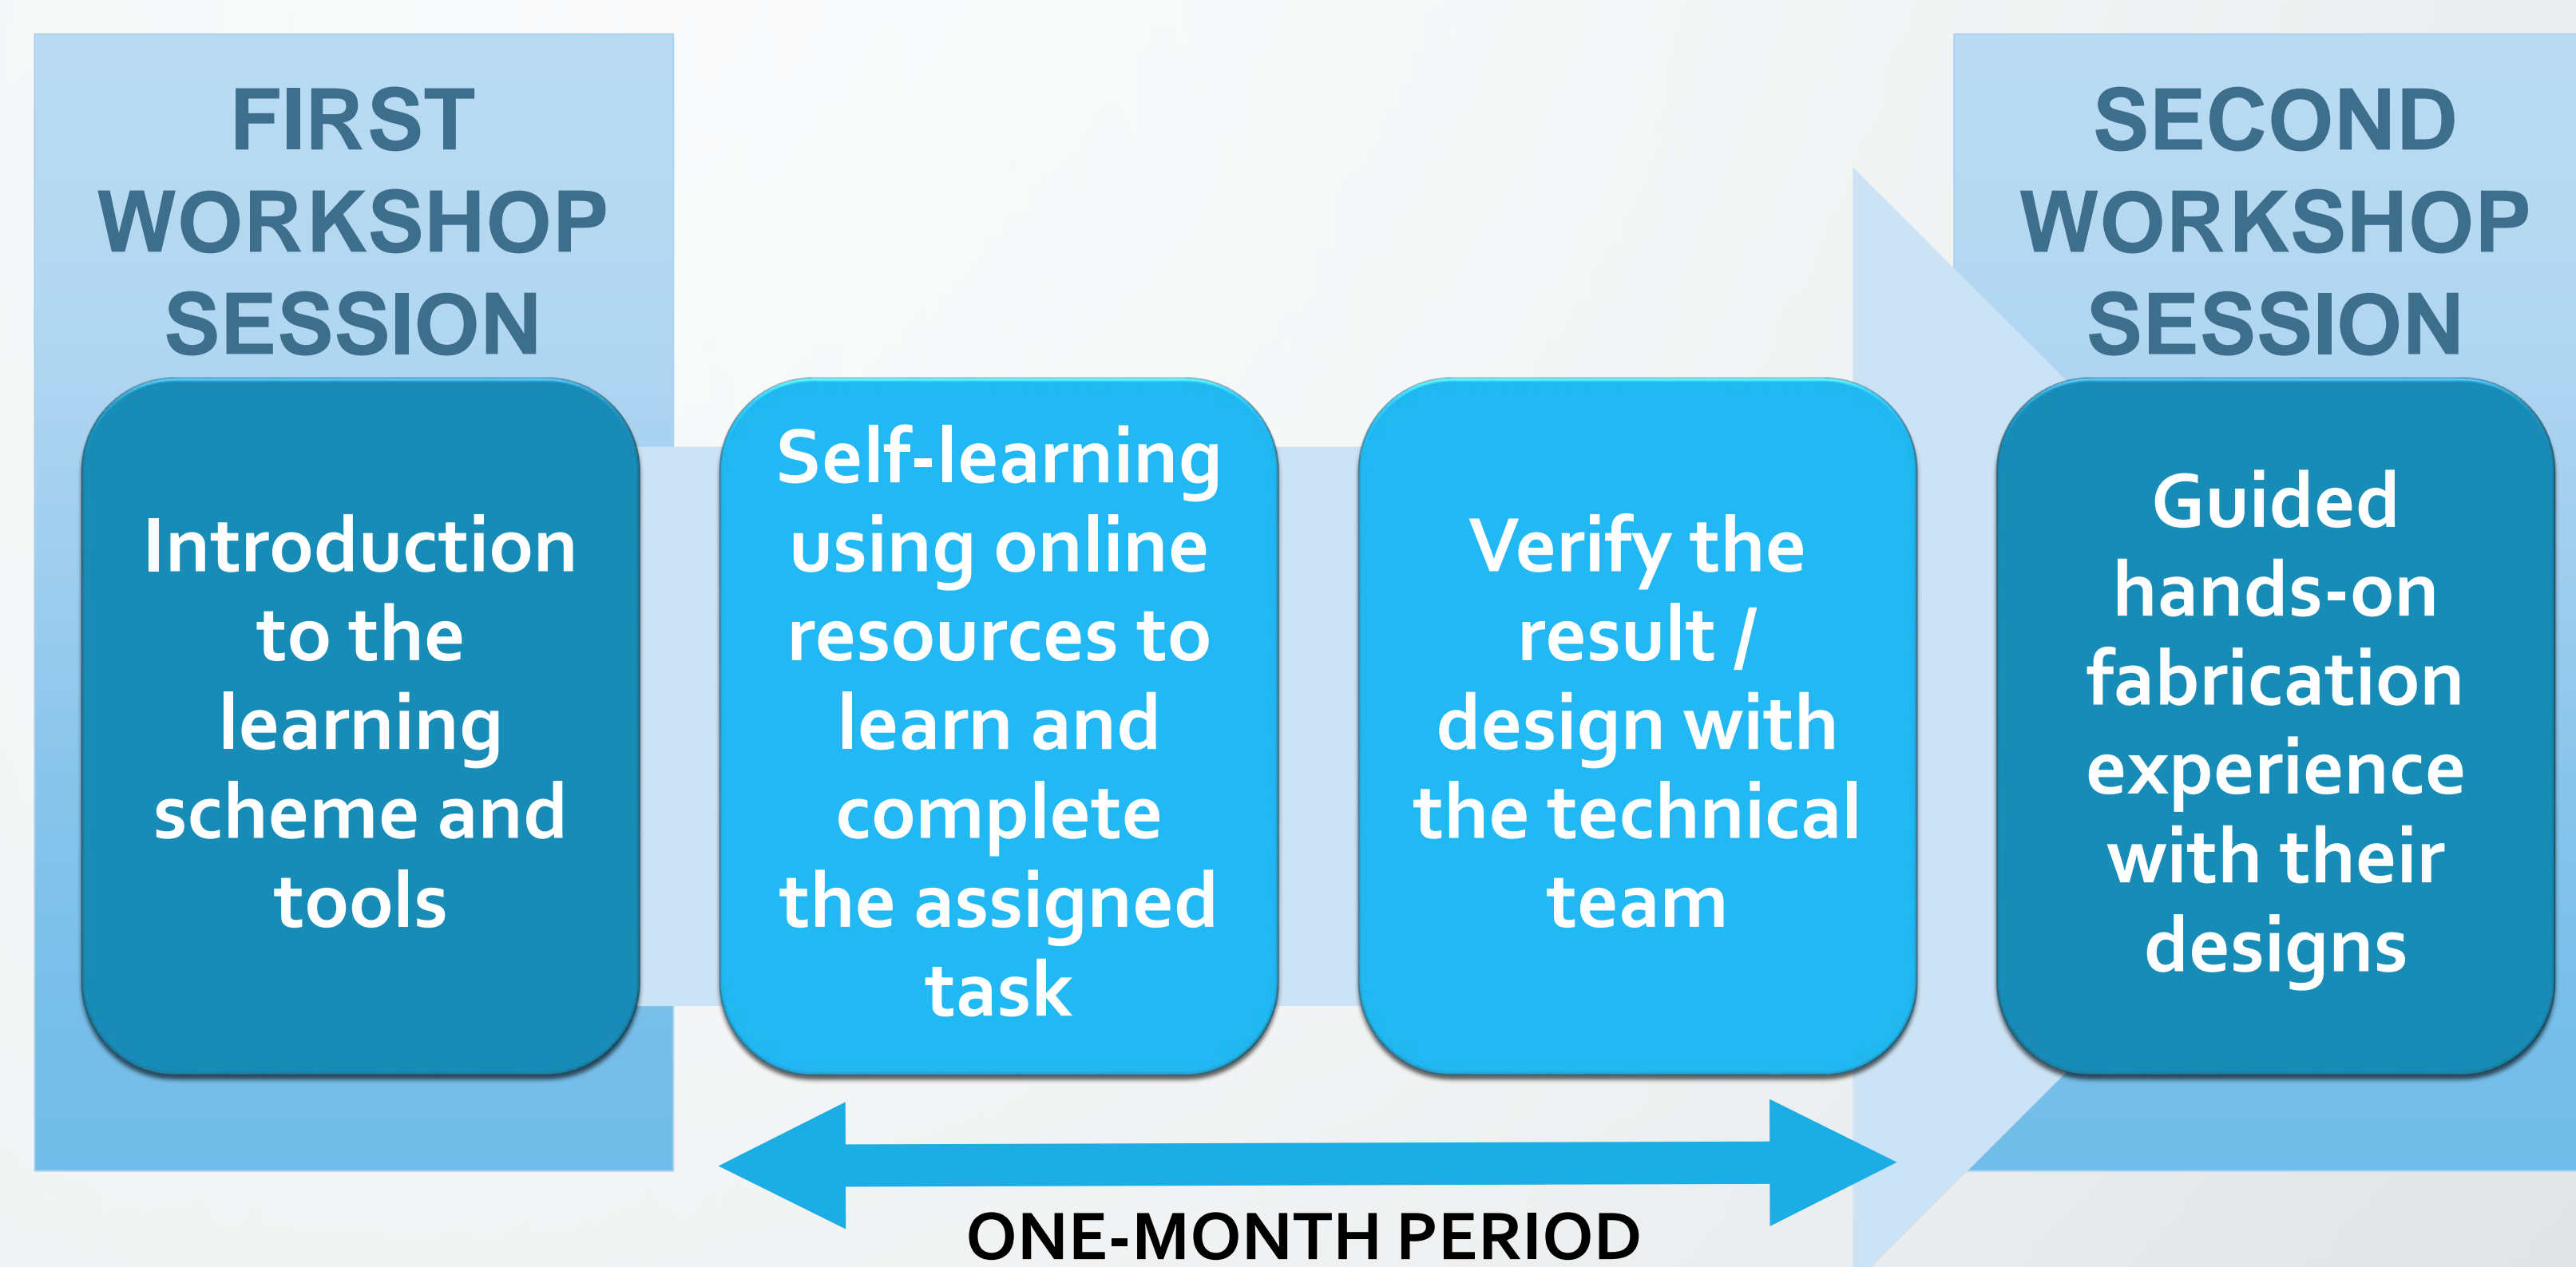 FIRST
WORKSHOP
SESSION
Introduction
to the
learning
scheme and
tools
Self-learning
using online
resources to
learn and
complete
the assigned
task
Verify the
result /
design with
the technical
team
SECOND
WORKSHOP
SESSION
Guided
hands-on
fabrication
experience
with their
designs
ONE-MONTH PERIOD